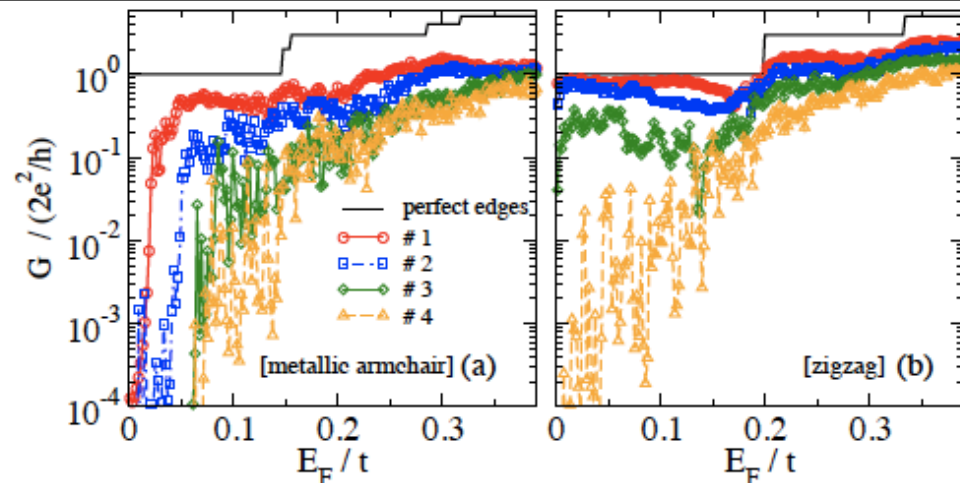 G / (2e²/h)
10⁰
10⁻¹
10⁻²
10⁻³
10⁻⁴
perfect edges
# 1
# 2
# 3
# 4
[metallic armchair] (a)
[zigzag] (b)
0 0.1 0.2 0.3
0 0.1 0.2 0.3
E_F / t
E_F / t